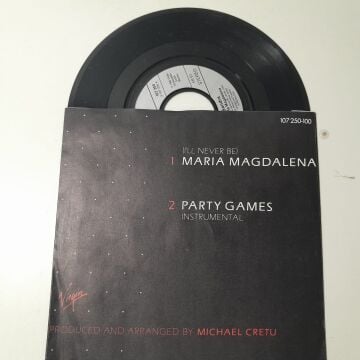 107 250-100
(I'LL NEVER BE)
1 MARIA MAGDALENA
2 PARTY GAMES
INSTRUMENTAL
Virgin
PRODUCED AND ARRANGED BY MICHAEL CRETU